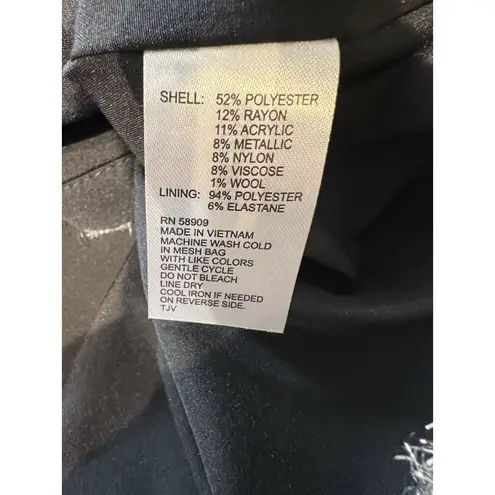 SHELL: 52% POLYESTER
12% RAYON
11% ACRYLIC
8% METALLIC
8% NYLON
8% VISCOSE
1% WOOL
LINING: 94% POLYESTER
6% ELASTANE
RN 58909
MADE IN VIETNAM
MACHINE WASH COLD
IN MESH BAG
WITH LIKE COLORS
GENTLE CYCLE
DO NOT BLEACH
LINE DRY
COOL IRON IF NEEDED
ON REVERSE SIDE.
TJV